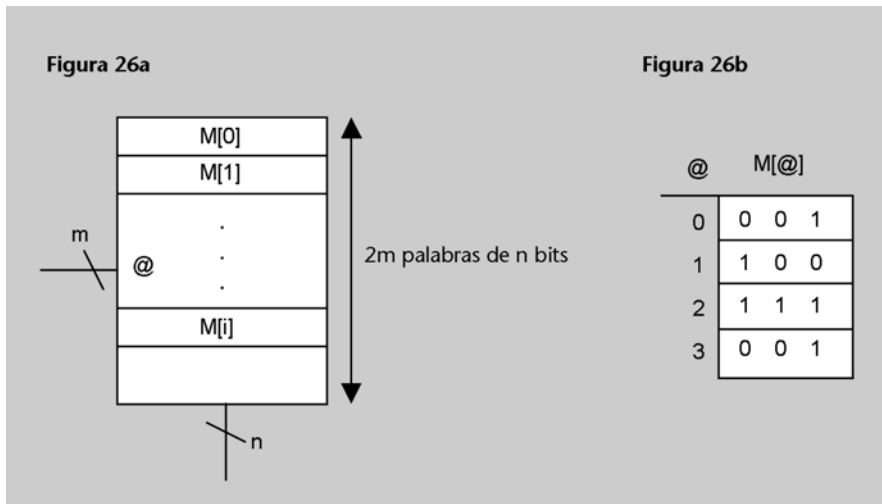 Figura 26a
Figura 26b
M[0]
M[1]
.
.
.
m
@
M[i]
2m palabras de n bits
n
@ M[@]
0 0 0 1
1 1 0 0
2 1 1 1
3 0 0 1